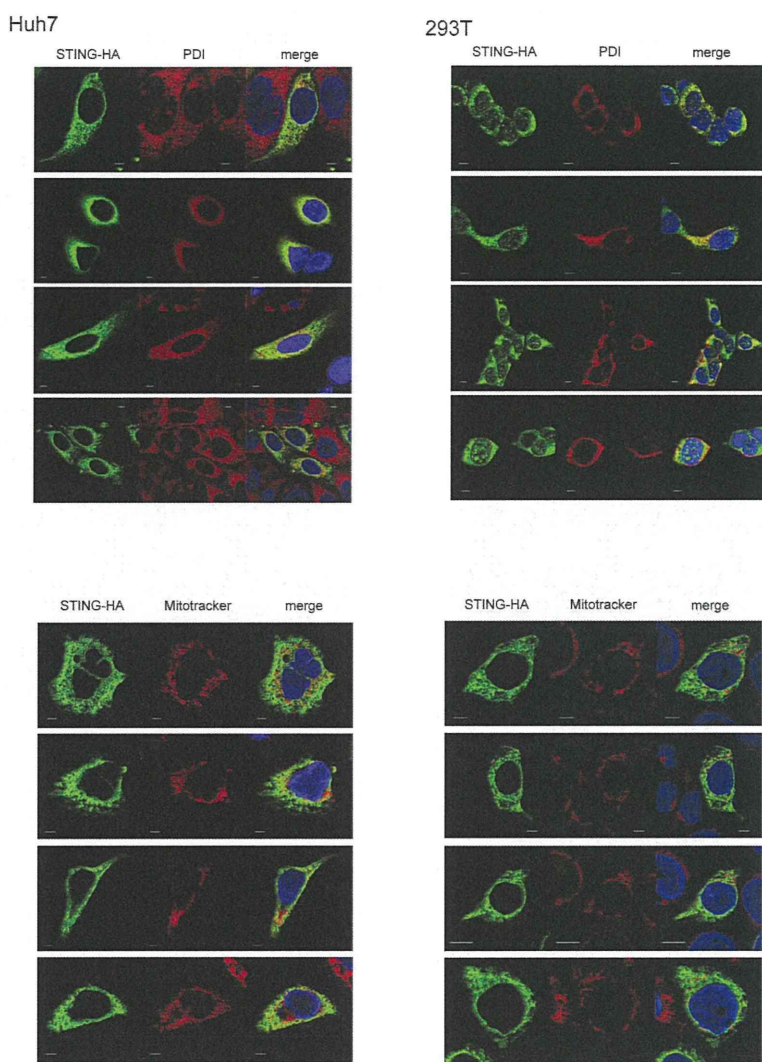 Huh7
293T
STING-HA PDI merge
STING-HA PDI merge
STING-HA Mitotracker merge
STING-HA Mitotracker merge